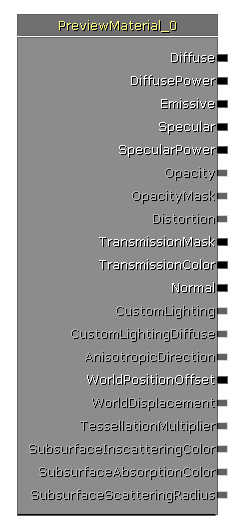 PreviewMaterial_0
Diffuse
DiffusePower
Emissive
Specular
SpecularPower
Opacity
OpacityMask
Distortion
TransmissionMask
TransmissionColor
Normal
CustomLighting
CustomLightingDiffuse
AnisotropicDirection
WorldPositionOffset
WorldDisplacement
TessellationMultiplier
SubsurfaceInscatteringColor
SubsurfaceAbsorptionColor
SubsurfaceScatteringRadius